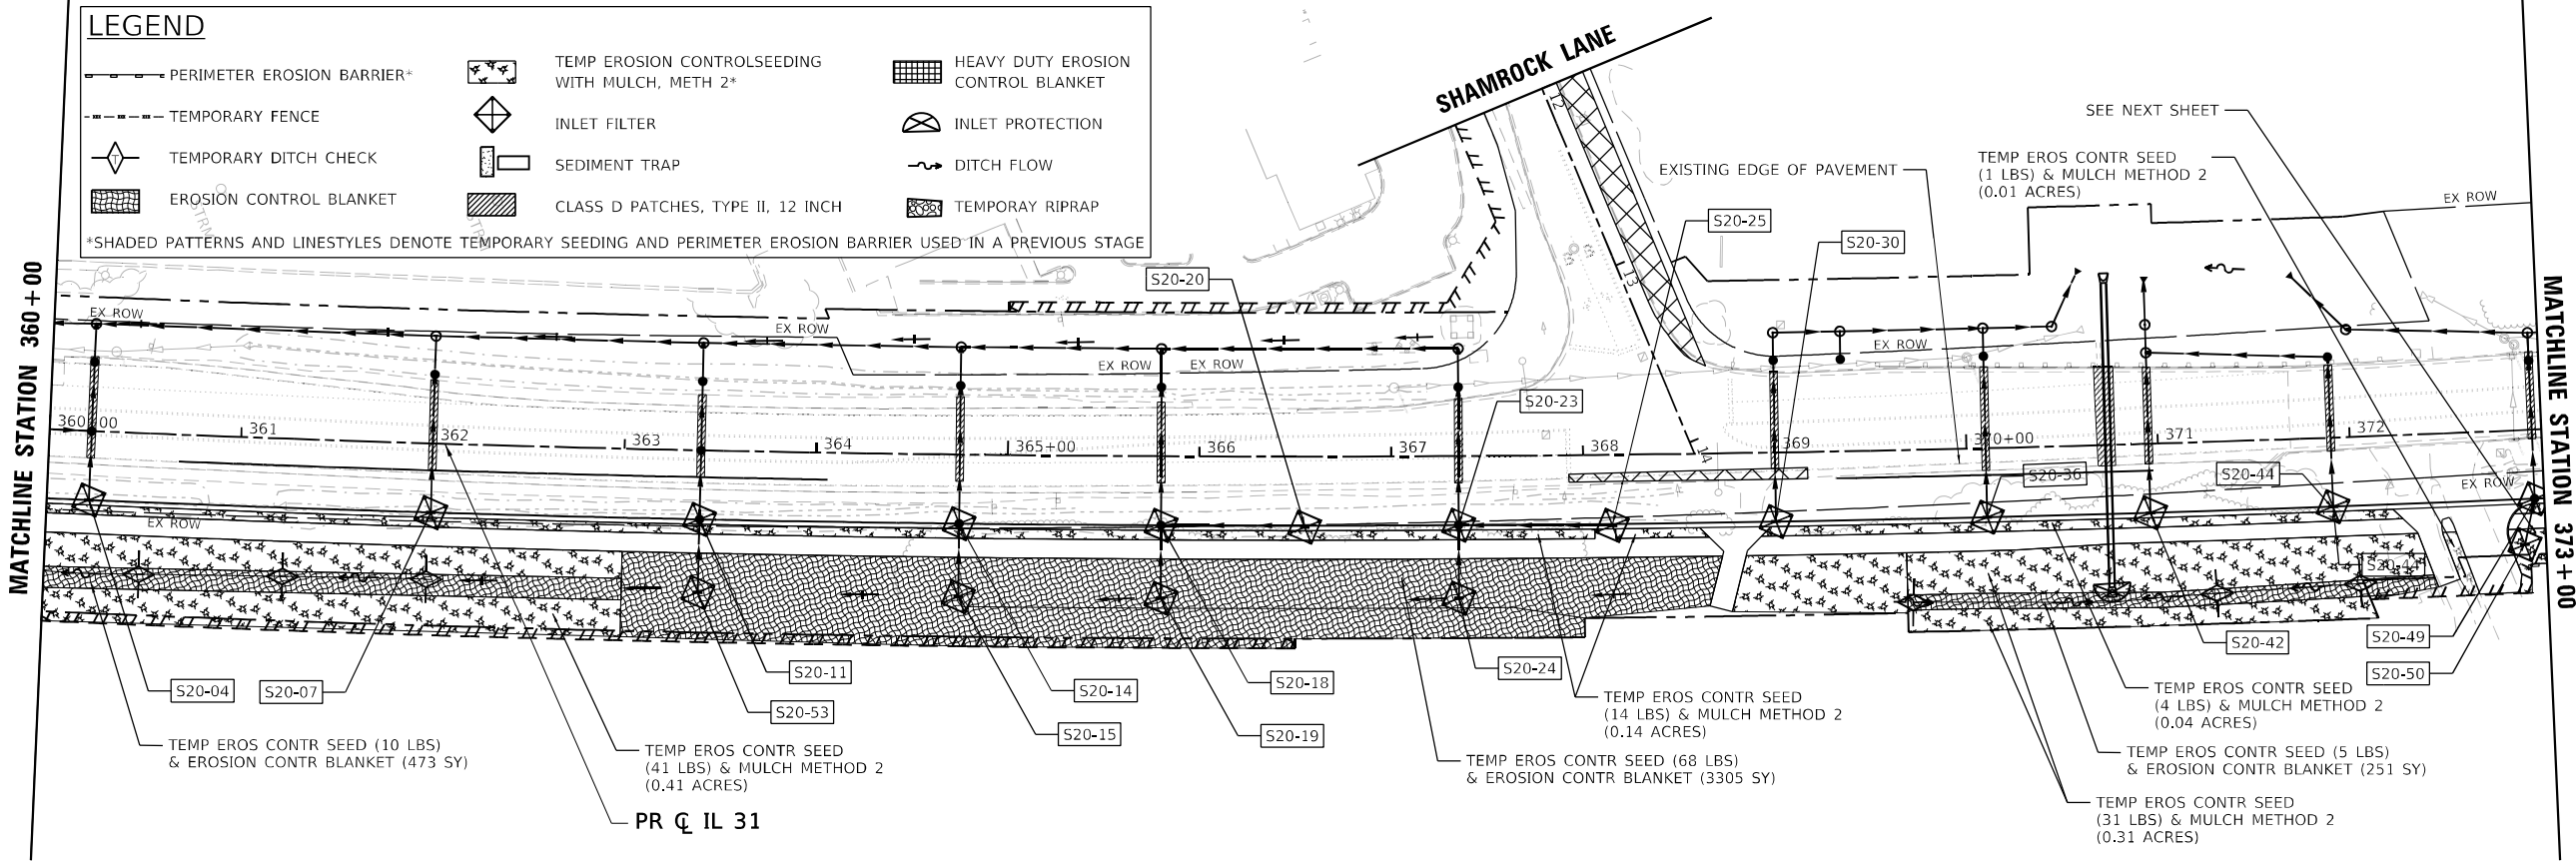 LEGEND
PERIMETER EROSION BARRIER*
TEMPORARY FENCE
T
TEMPORARY DITCH CHECK
EROSION CONTROL BLANKET
TEMP EROSION CONTROLSEEDING
WITH MULCH, METH 2*
INLET FILTER
SEDIMENT TRAP
CLASS D PATCHES, TYPE II, 12 INCH
HEAVY DUTY EROSION
CONTROL BLANKET
INLET PROTECTION
DITCH FLOW
TEMPORAY RIPRAP
*SHADED PATTERNS AND LINESTYLES DENOTE TEMPORARY SEEDING AND PERIMETER EROSION BARRIER USED IN A PREVIOUS STAGE
SHAMROCK LANE
SEE NEXT SHEET
TEMP EROS CONTR SEED
(1 LBS) & MULCH METHOD 2
(0.01 ACRES)
EXISTING EDGE OF PAVEMENT
EX ROW
S20-25
S20-30
S20-20
12
13
14
MATCHLINE STATION 360+00
MATCHLINE STATION 373+00
EX ROW
EX ROW
EX ROW
EX ROW
EX ROW
S20-23
360+00
361
362
363
364
365+00
366
367
368
369
370+00
371
372
S20-36
S20-44
EX ROW
EX ROW
S20-04
S20-07
S20-11
S20-53
S20-14
S20-15
S20-18
S20-19
S20-24
S20-42
S20-49
S20-50
TEMP EROS CONTR SEED (10 LBS)
& EROSION CONTR BLANKET (473 SY)
TEMP EROS CONTR SEED
(41 LBS) & MULCH METHOD 2
(0.41 ACRES)
PR ℄ IL 31
TEMP EROS CONTR SEED
(14 LBS) & MULCH METHOD 2
(0.14 ACRES)
TEMP EROS CONTR SEED (68 LBS)
& EROSION CONTR BLANKET (3305 SY)
TEMP EROS CONTR SEED
(4 LBS) & MULCH METHOD 2
(0.04 ACRES)
TEMP EROS CONTR SEED (5 LBS)
& EROSION CONTR BLANKET (251 SY)
TEMP EROS CONTR SEED
(31 LBS) & MULCH METHOD 2
(0.31 ACRES)